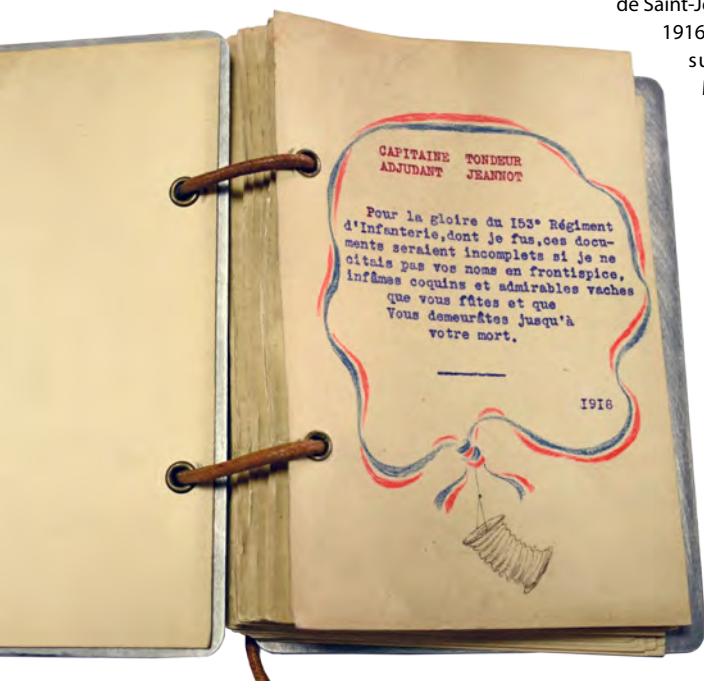 de Saint-J
1916
su
CAPITAINE TONDEUR
ADJUDANT JEANNOT
Pour la gloire du I53° Régiment
d'Infanterie,dont je fus,ces docu-
ments seraient incomplets si je ne
citais pas vos noms en frontispice,
infâmes coquins et admirables vaches
que vous fûtes et que
Vous demeurâtes jusqu'à
votre mort.
I916